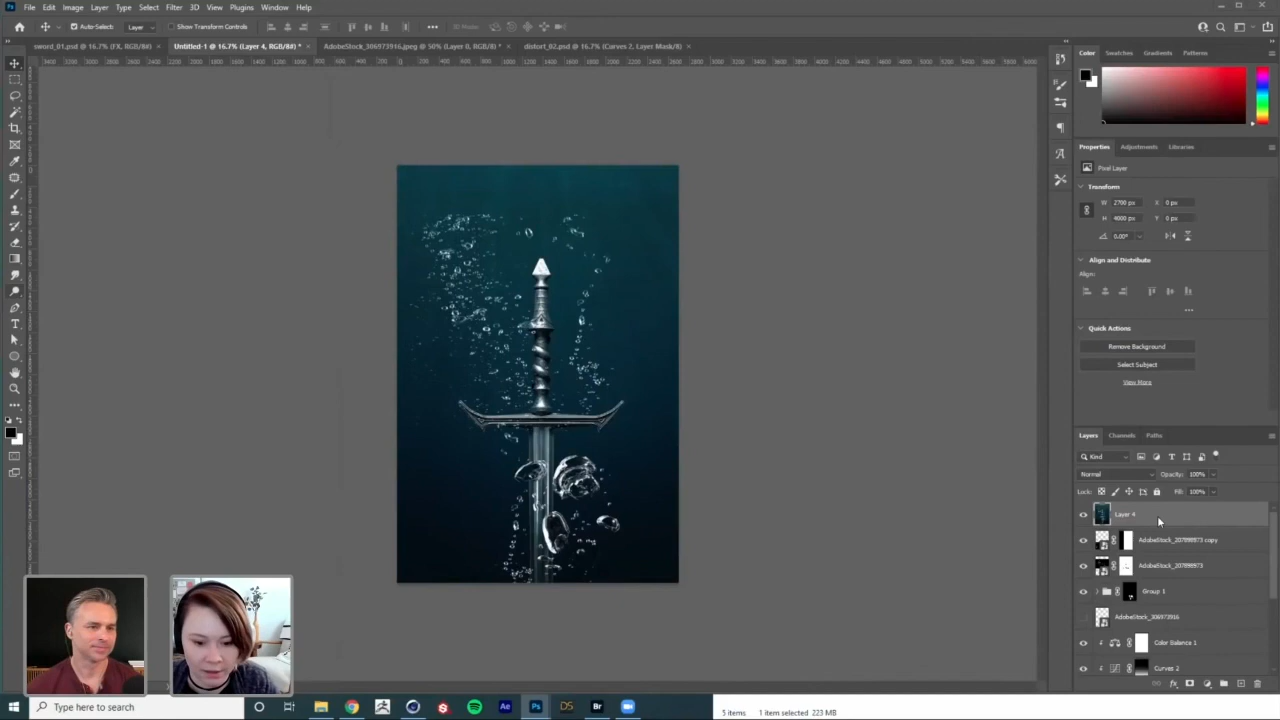 File Edit Image Layer Type Select Filter 3D View Plugins Window Help
Auto-Select: Layer Show Transform Controls
sword_01.psd @ 16.7% (FX, RGB/8#) × Untitled-1 @ 16.7% (Layer 4, RGB/8#) * × AdobeStock_306973916.jpeg @ 50% (Layer 0, RGB/8) * × distort_02.psd @ 16.7% (Curves 2, Layer Mask/8) ×
Color Swatches Gradients Patterns
Properties Adjustments Libraries
Pixel Layer
Transform
W 2700 px X 0 px
H 4000 px Y 0 px
0.00°
Align and Distribute
Align:
Quick Actions
Remove Background
Select Subject
View More
Layers Channels Paths
Kind
Normal Opacity: 100%
Lock: Fill: 100%
Layer 4
AdobeStock_207898973 copy
AdobeStock_207898973
Group 1
AdobeStock_306973916
Color Balance 1
Curves 2
Type here to search
5 items 1 item selected 223 MB